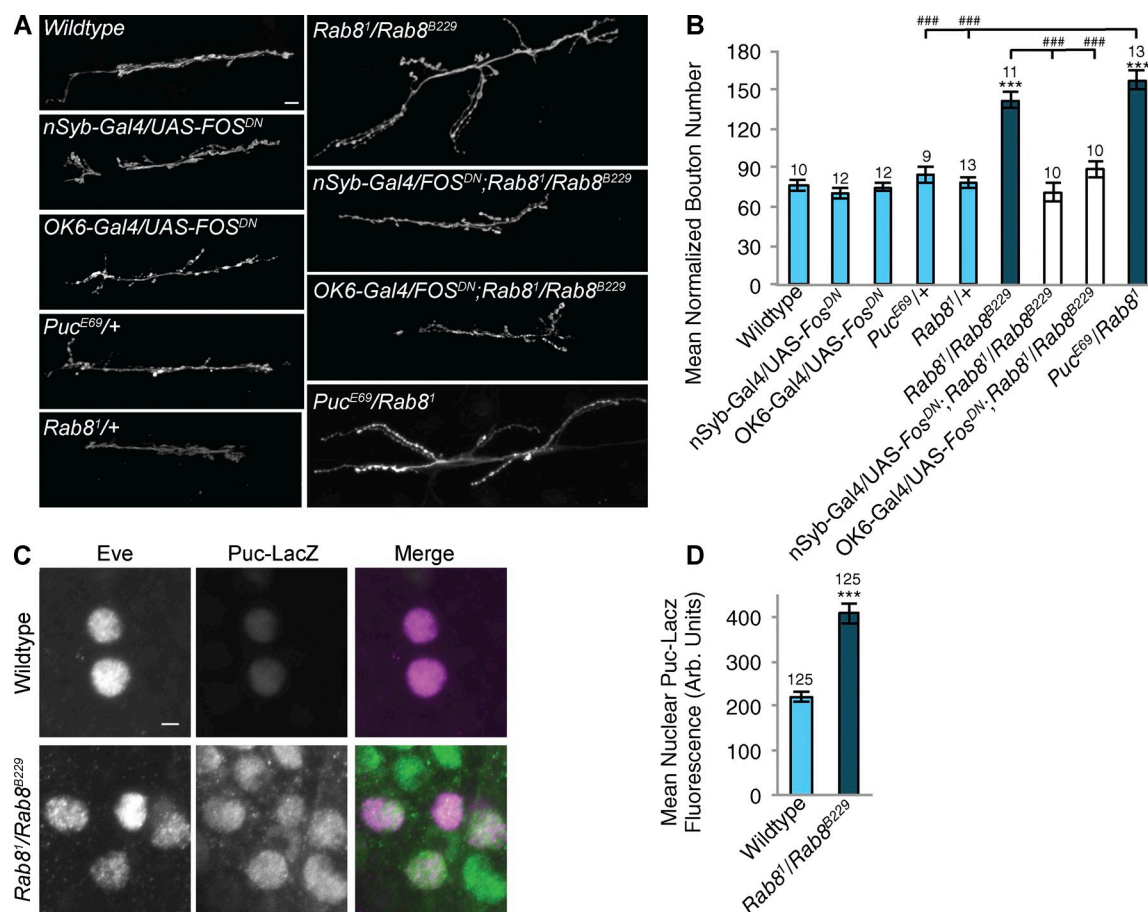 A
Wildtype
nSyb-Gal4/UAS-FOS^DN
OK6-Gal4/UAS-FOS^DN
Puc^E69/+
Rab8^1/+
Rab8^1/Rab8^B229
nSyb-Gal4/FOS^DN;Rab8^1/Rab8^B229
OK6-Gal4/FOS^DN;Rab8^1/Rab8^B229
Puc^E69/Rab8^1
B
Mean Normalized Bouton Number
180
150
120
90
60
30
0
### ###
### ###
10 12 12 9 13 11 10 10 13
*** ***
Wildtype
nSyb-Gal4/UAS-Fos^DN
OK6-Gal4/UAS-Fos^DN
Puc^E69/+
Rab8^1/+
Rab8^1/Rab8^B229
nSyb-Gal4/UAS-Fos^DN; Rab8^1/Rab8^B229
OK6-Gal4/UAS-Fos^DN; Rab8^1/Rab8^B229
Puc^E69/Rab8^1
C
Eve Puc-LacZ Merge
Wildtype
Rab8^1/Rab8^B229
D
Mean Nuclear Puc-Lacz
Fluorescence (Arb. Units)
400
300
200
100
0
125 125
***
Wildtype
Rab8^1/Rab8^B229